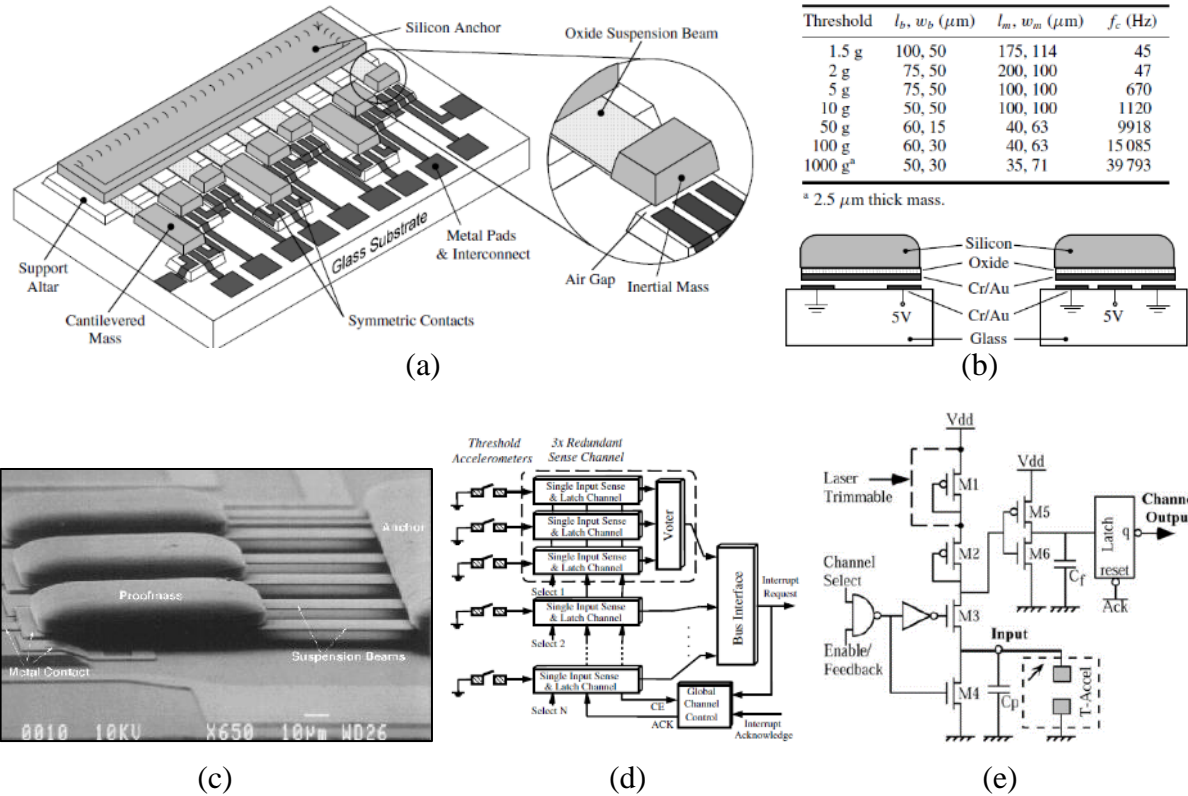 Silicon Anchor
Oxide Suspension Beam
Metal Pads
& Interconnect
Glass Substrate
Air Gap
Inertial Mass
Support
Altar
Cantilevered
Mass
Symmetric Contacts
(a)
Threshold l_b, w_b (μm) l_m, w_m (μm) f_c (Hz)
1.5 g 100, 50 175, 114 45
2 g 75, 50 200, 100 47
5 g 75, 50 100, 100 670
10 g 50, 50 100, 100 1120
50 g 60, 15 40, 63 9918
100 g 60, 30 40, 63 15 085
1000 gᵃ 50, 30 35, 71 39 793
ᵃ 2.5 μm thick mass.
Silicon
Oxide
Cr/Au
Cr/Au
5V
5V
Glass
(b)
Anchor
Proofmass
Suspension Beams
Metal Contact
0010 10KV X650 10μm WD26
(c)
Threshold
Accelerometers
3x Redundant
Sense Channel
Single Input Sense
& Latch Channel
Single Input Sense
& Latch Channel
Single Input Sense
& Latch Channel
Voter
Select 1
Single Input Sense
& Latch Channel
Select 2
Single Input Sense
& Latch Channel
Select N
Bus Interface
Interrupt
Request
CE
ACK
Global
Channel
Control
Interrupt
Acknowledge
(d)
Vdd
Laser
Trimmable
M1
Vdd
M2
M5
M6
C_f
Latch
q
reset
Ack
Channel
Output
Channel
Select
Enable/
Feedback
M3
Input
M4
Cp
T-Accel
(e)